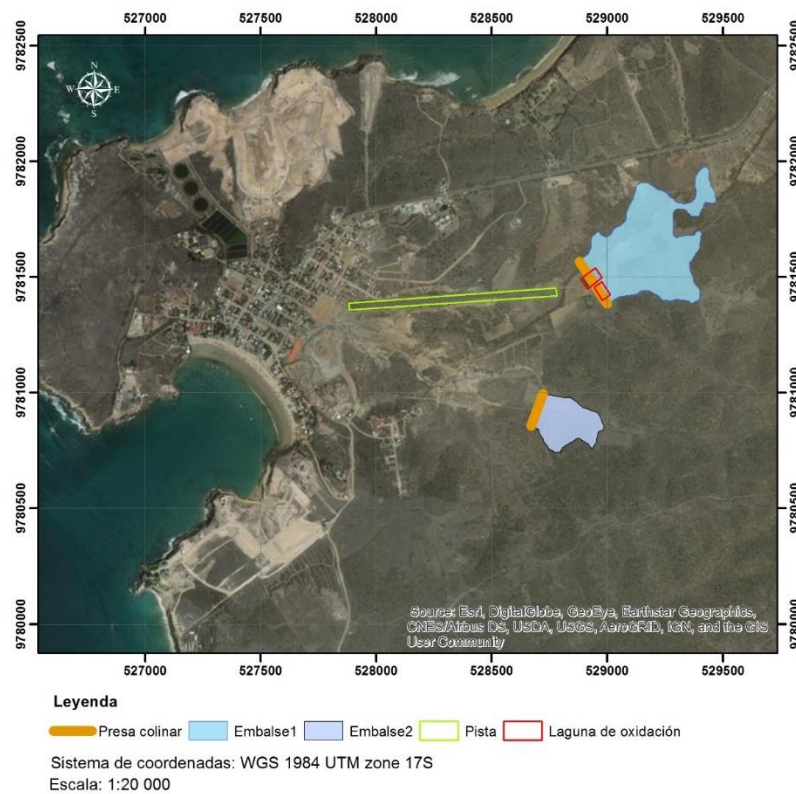 527000 527500 528000 528500 529000 529500
9782500 9782500
N
W E
S
9782000 9782000
9781500 9781500
9781000 9781000
9780500 9780500
9780000 9780000
Source: Esri, DigitalGlobe, GeoEye, Earthstar Geographics,
CNES/Airbus DS, USDA, USGS, AeroGRID, IGN, and the GIS
User Community
527000 527500 528000 528500 529000 529500
Leyenda
Presa colinar Embalse1 Embalse2 Pista Laguna de oxidación
Sistema de coordenadas: WGS 1984 UTM zone 17S
Escala: 1:20 000